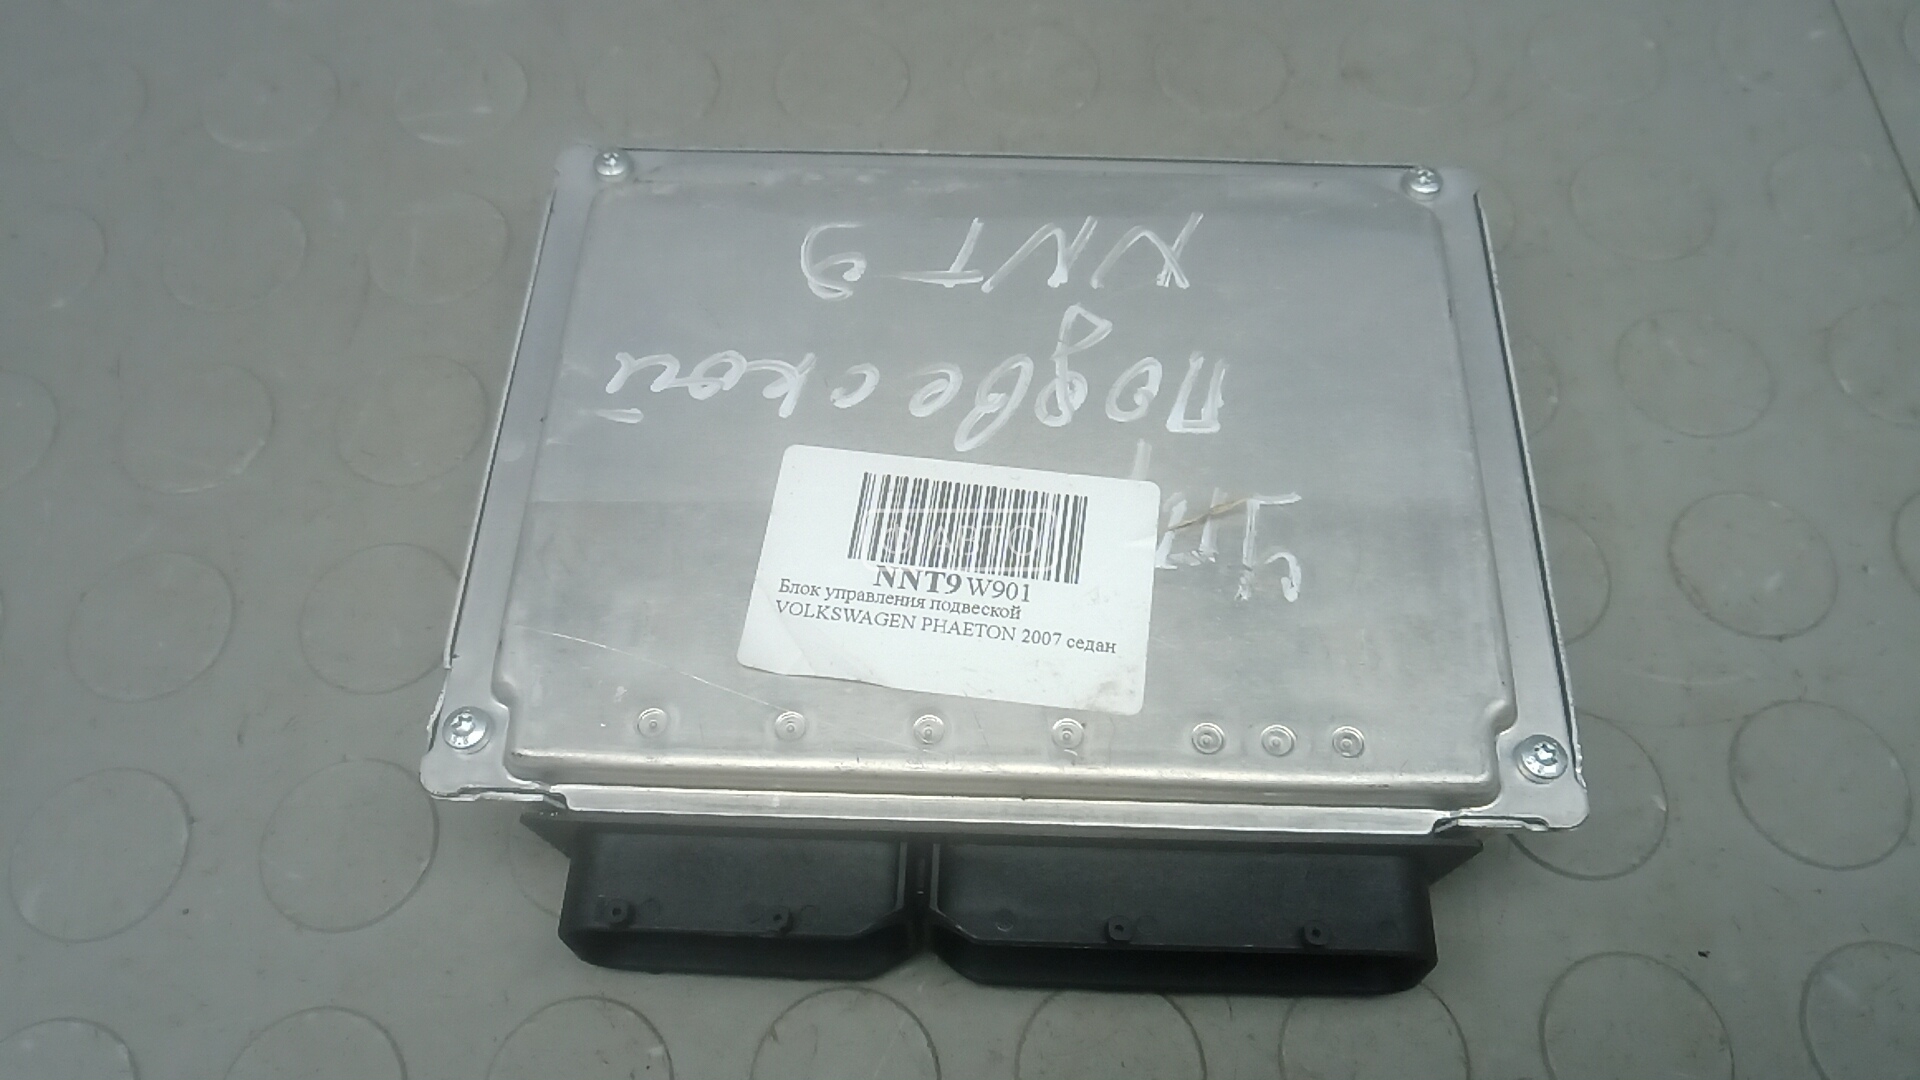 NNT9
Подвеской
NNT9 W901
Блок управления подвеской
VOLKSWAGEN PHAETON 2007 седан